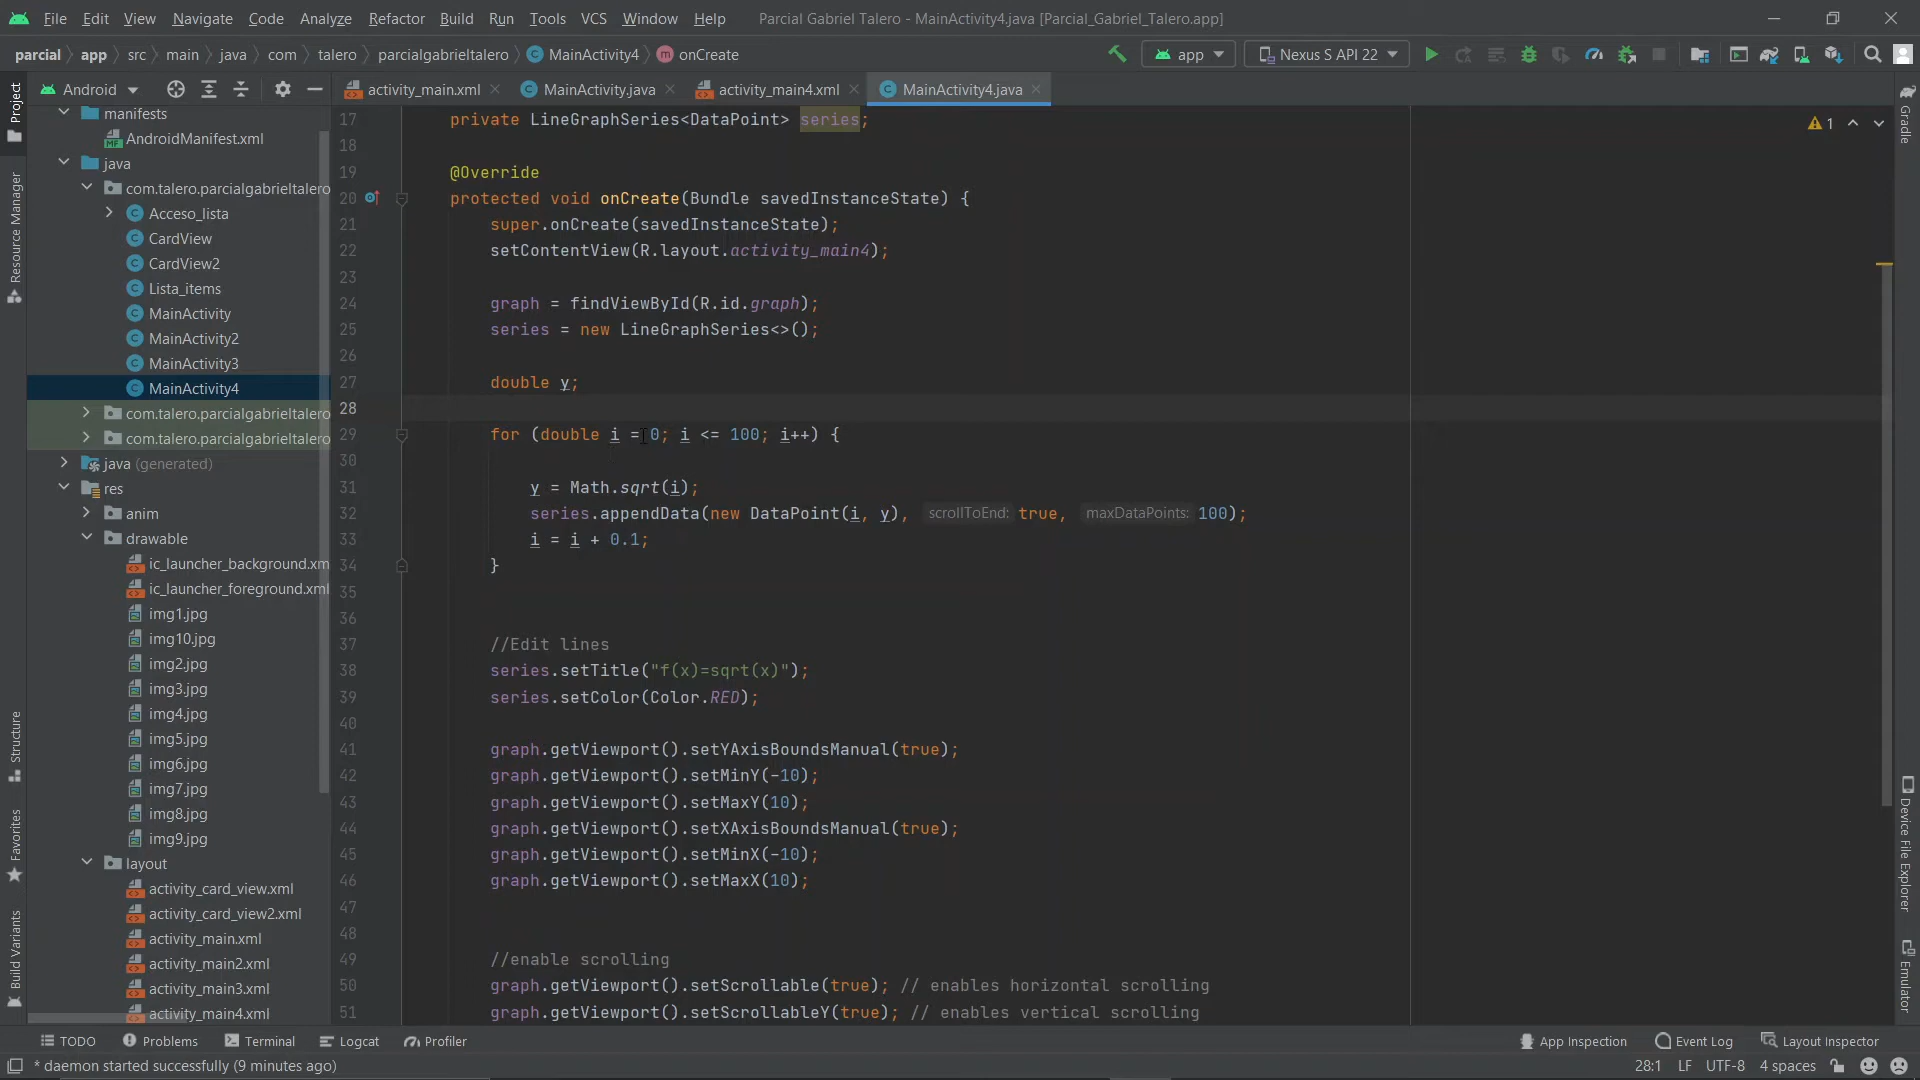 File Edit View Navigate Code Analyze Refactor Build Run Tools VCS Window Help Parcial Gabriel Talero - MainActivity4.java [Parcial_Gabriel_Talero.app]
parcial app src main java com talero parcialgabrieltalero MainActivity4 onCreate app Nexus S API 22
Android activity_main.xml MainActivity.java activity_main4.xml MainActivity4.java
Project
Resource Manager
Structure
Favorites
Build Variants
manifests
AndroidManifest.xml
java
com.talero.parcialgabrieltalero
Acceso_lista
CardView
CardView2
Lista_items
MainActivity
MainActivity2
MainActivity3
MainActivity4
com.talero.parcialgabrieltalero
com.talero.parcialgabrieltalero
java (generated)
res
anim
drawable
ic_launcher_background.xm
ic_launcher_foreground.xml
img1.jpg
img10.jpg
img2.jpg
img3.jpg
img4.jpg
img5.jpg
img6.jpg
img7.jpg
img8.jpg
img9.jpg
layout
activity_card_view.xml
activity_card_view2.xml
activity_main.xml
activity_main2.xml
activity_main3.xml
activity_main4.xml
17 private LineGraphSeries<DataPoint> series;
18
19 @Override
20 protected void onCreate(Bundle savedInstanceState) {
21 super.onCreate(savedInstanceState);
22 setContentView(R.layout.activity_main4);
23
24 graph = findViewById(R.id.graph);
25 series = new LineGraphSeries<>();
26
27 double y;
28
29 for (double i = 0; i <= 100; i++) {
30
31 y = Math.sqrt(i);
32 series.appendData(new DataPoint(i, y), scrollToEnd: true, maxDataPoints: 100);
33 i = i + 0.1;
34 }
35
36
37 //Edit lines
38 series.setTitle("f(x)=sqrt(x)");
39 series.setColor(Color.RED);
40
41 graph.getViewport().setYAxisBoundsManual(true);
42 graph.getViewport().setMinY(-10);
43 graph.getViewport().setMaxY(10);
44 graph.getViewport().setXAxisBoundsManual(true);
45 graph.getViewport().setMinX(-10);
46 graph.getViewport().setMaxX(10);
47
48
49 //enable scrolling
50 graph.getViewport().setScrollable(true); // enables horizontal scrolling
51 graph.getViewport().setScrollableY(true); // enables vertical scrolling
1
Gradle
Device File Explorer
Emulator
TODO Problems Terminal Logcat Profiler App Inspection Event Log Layout Inspector
* daemon started successfully (9 minutes ago) 28:1 LF UTF-8 4 spaces